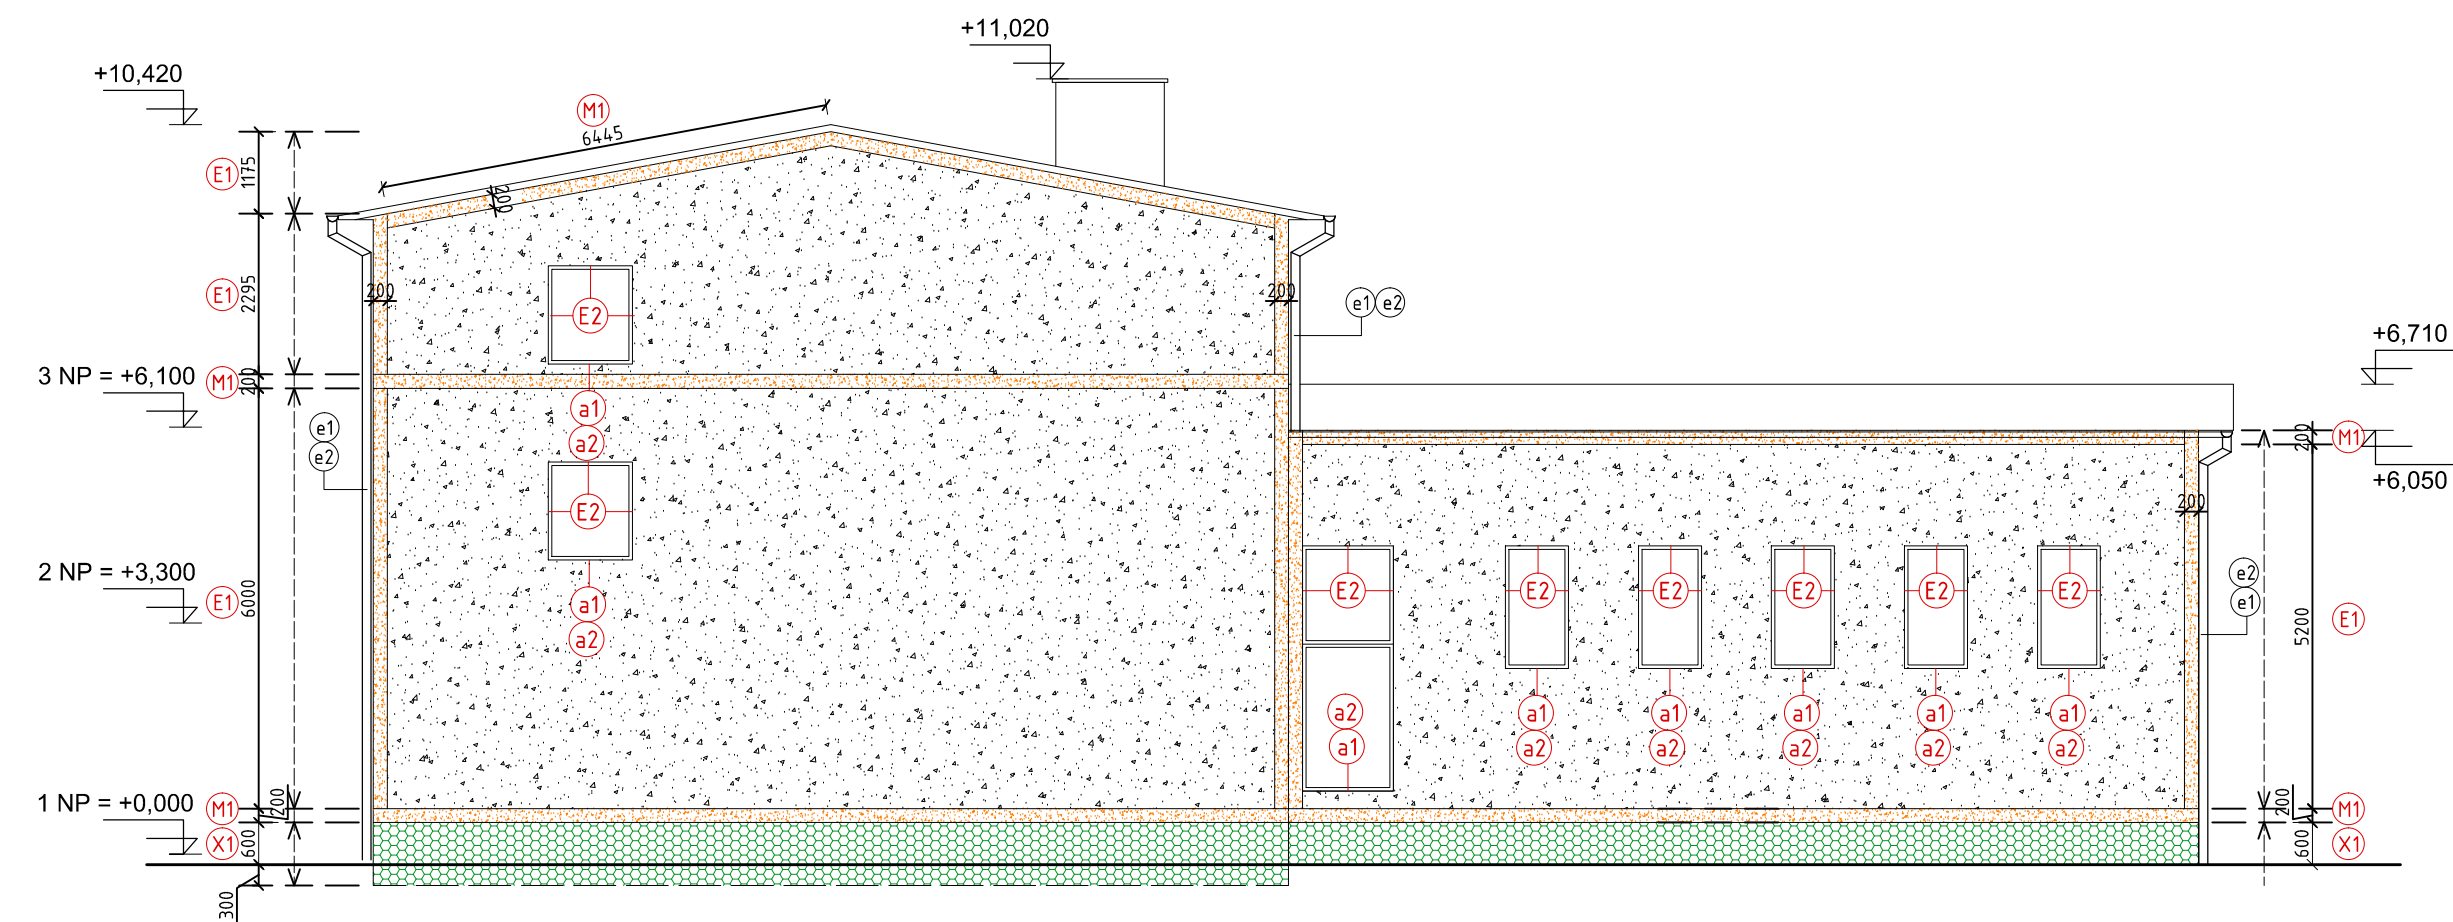 +11,020
+10,420
M1
6445
E1
1175
200
E1
2295
200
200
E2
e1 e2
+6,710
3 NP = +6,100
M1
200
a1
a2
e1
e2
M1
200
+6,050
E2
200
2 NP = +3,300
E1
6000
a1
a2
E2
E2
E2
E2
E2
E2
e2
e1
5200
E1
a2
a1
a1
a2
a1
a2
a1
a2
a1
a2
a1
a2
1 NP = +0,000
M1
200
200
M1
X1
600
600
X1
300